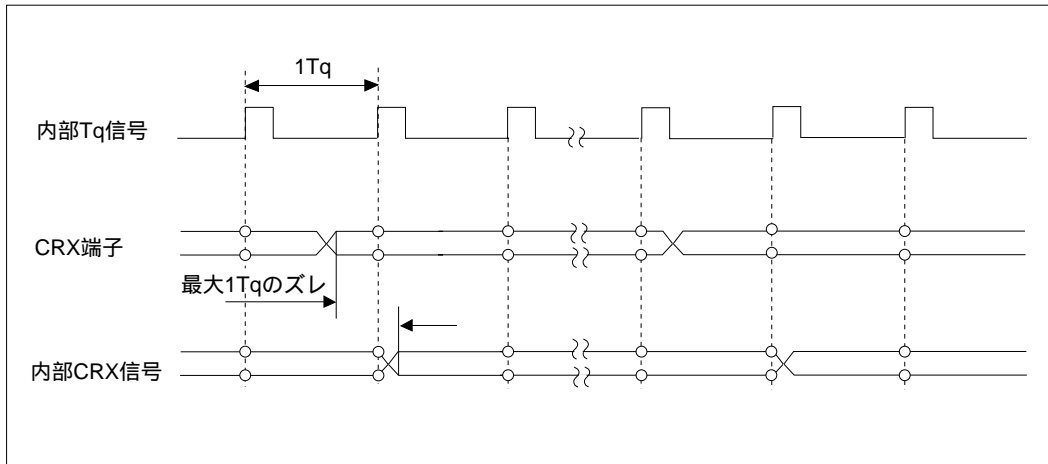 1Tq
内部Tq信号
CRX端子
最大1Tqのズレ
内部CRX信号